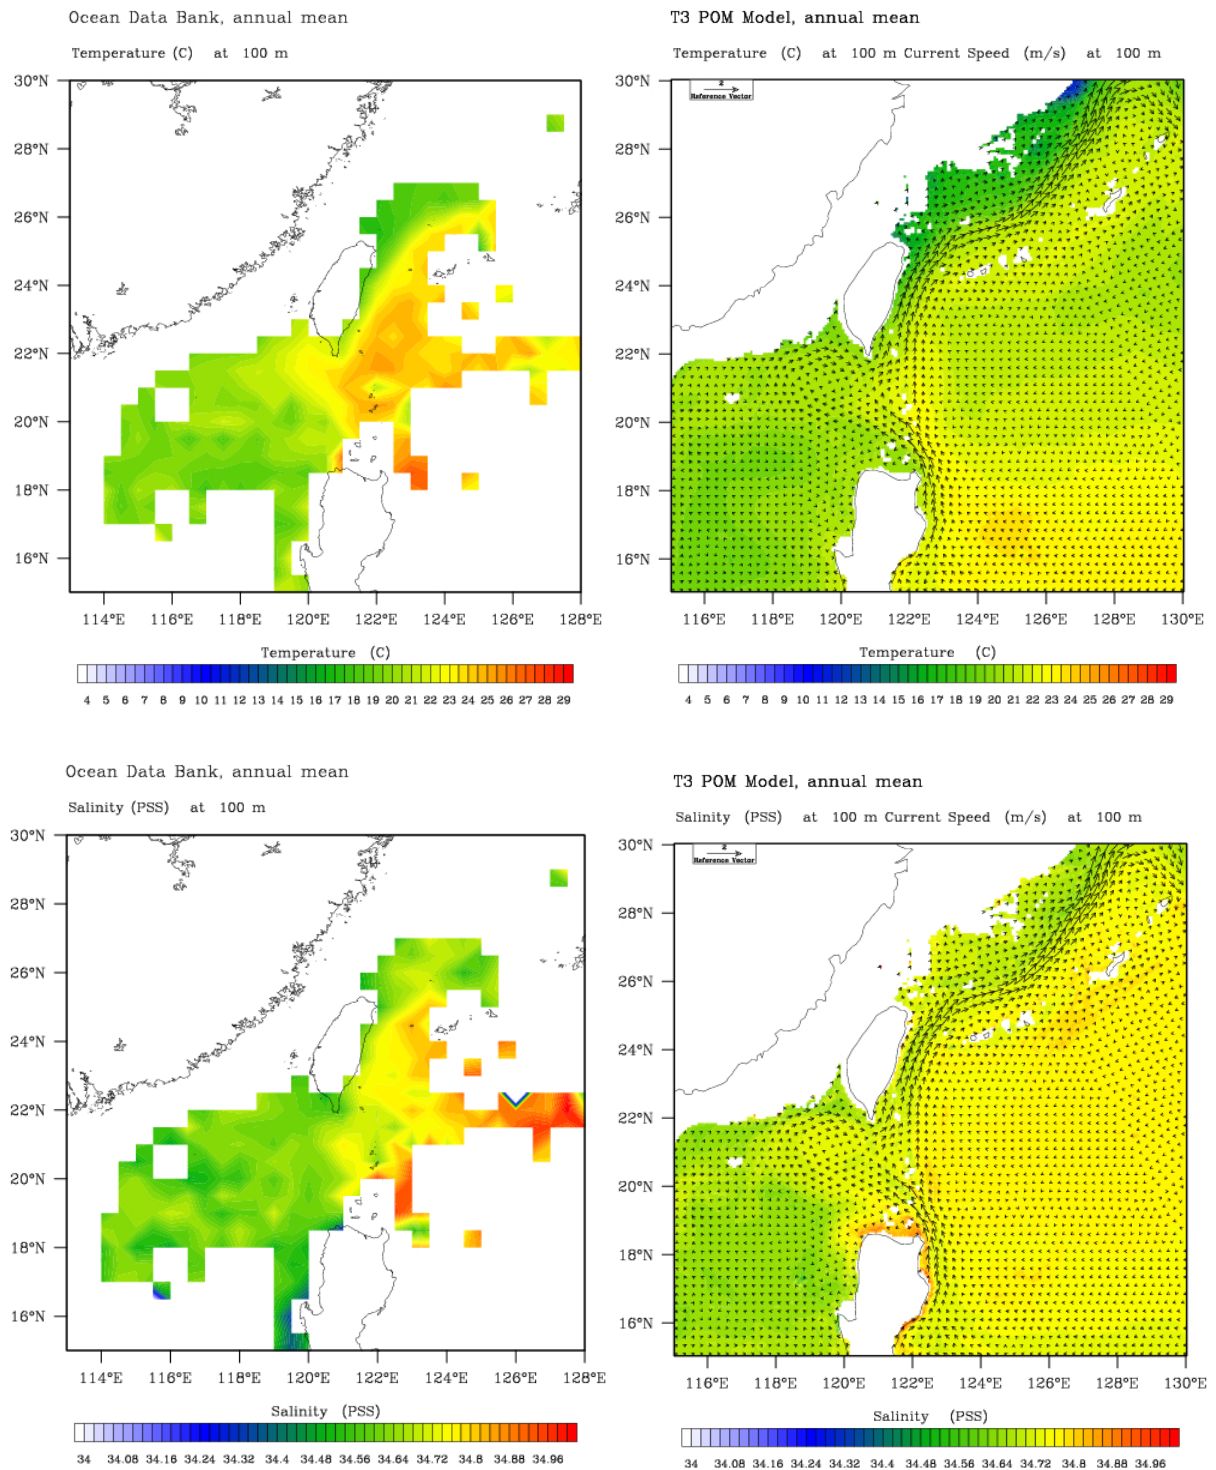 Ocean Data Bank, annual mean
Temperature (C) at 100 m
30°N
28°N
26°N
24°N
22°N
20°N
18°N
16°N
114°E 116°E 118°E 120°E 122°E 124°E 126°E 128°E
Temperature (C)
4 5 6 7 8 9 10 11 12 13 14 15 16 17 18 19 20 21 22 23 24 25 26 27 28 29
T3 POM Model, annual mean
Temperature (C) at 100 m Current Speed (m/s) at 100 m
2
Reference Vector
30°N
28°N
26°N
24°N
22°N
20°N
18°N
16°N
116°E 118°E 120°E 122°E 124°E 126°E 128°E 130°E
Temperature (C)
4 5 6 7 8 9 10 11 12 13 14 15 16 17 18 19 20 21 22 23 24 25 26 27 28 29
Ocean Data Bank, annual mean
Salinity (PSS) at 100 m
30°N
28°N
26°N
24°N
22°N
20°N
18°N
16°N
114°E 116°E 118°E 120°E 122°E 124°E 126°E 128°E
Salinity (PSS)
34 34.08 34.16 34.24 34.32 34.4 34.48 34.56 34.64 34.72 34.8 34.88 34.96
T3 POM Model, annual mean
Salinity (PSS) at 100 m Current Speed (m/s) at 100 m
2
Reference Vector
30°N
28°N
26°N
24°N
22°N
20°N
18°N
16°N
116°E 118°E 120°E 122°E 124°E 126°E 128°E 130°E
Salinity (PSS)
34 34.08 34.16 34.24 34.32 34.4 34.48 34.56 34.64 34.72 34.8 34.88 34.96